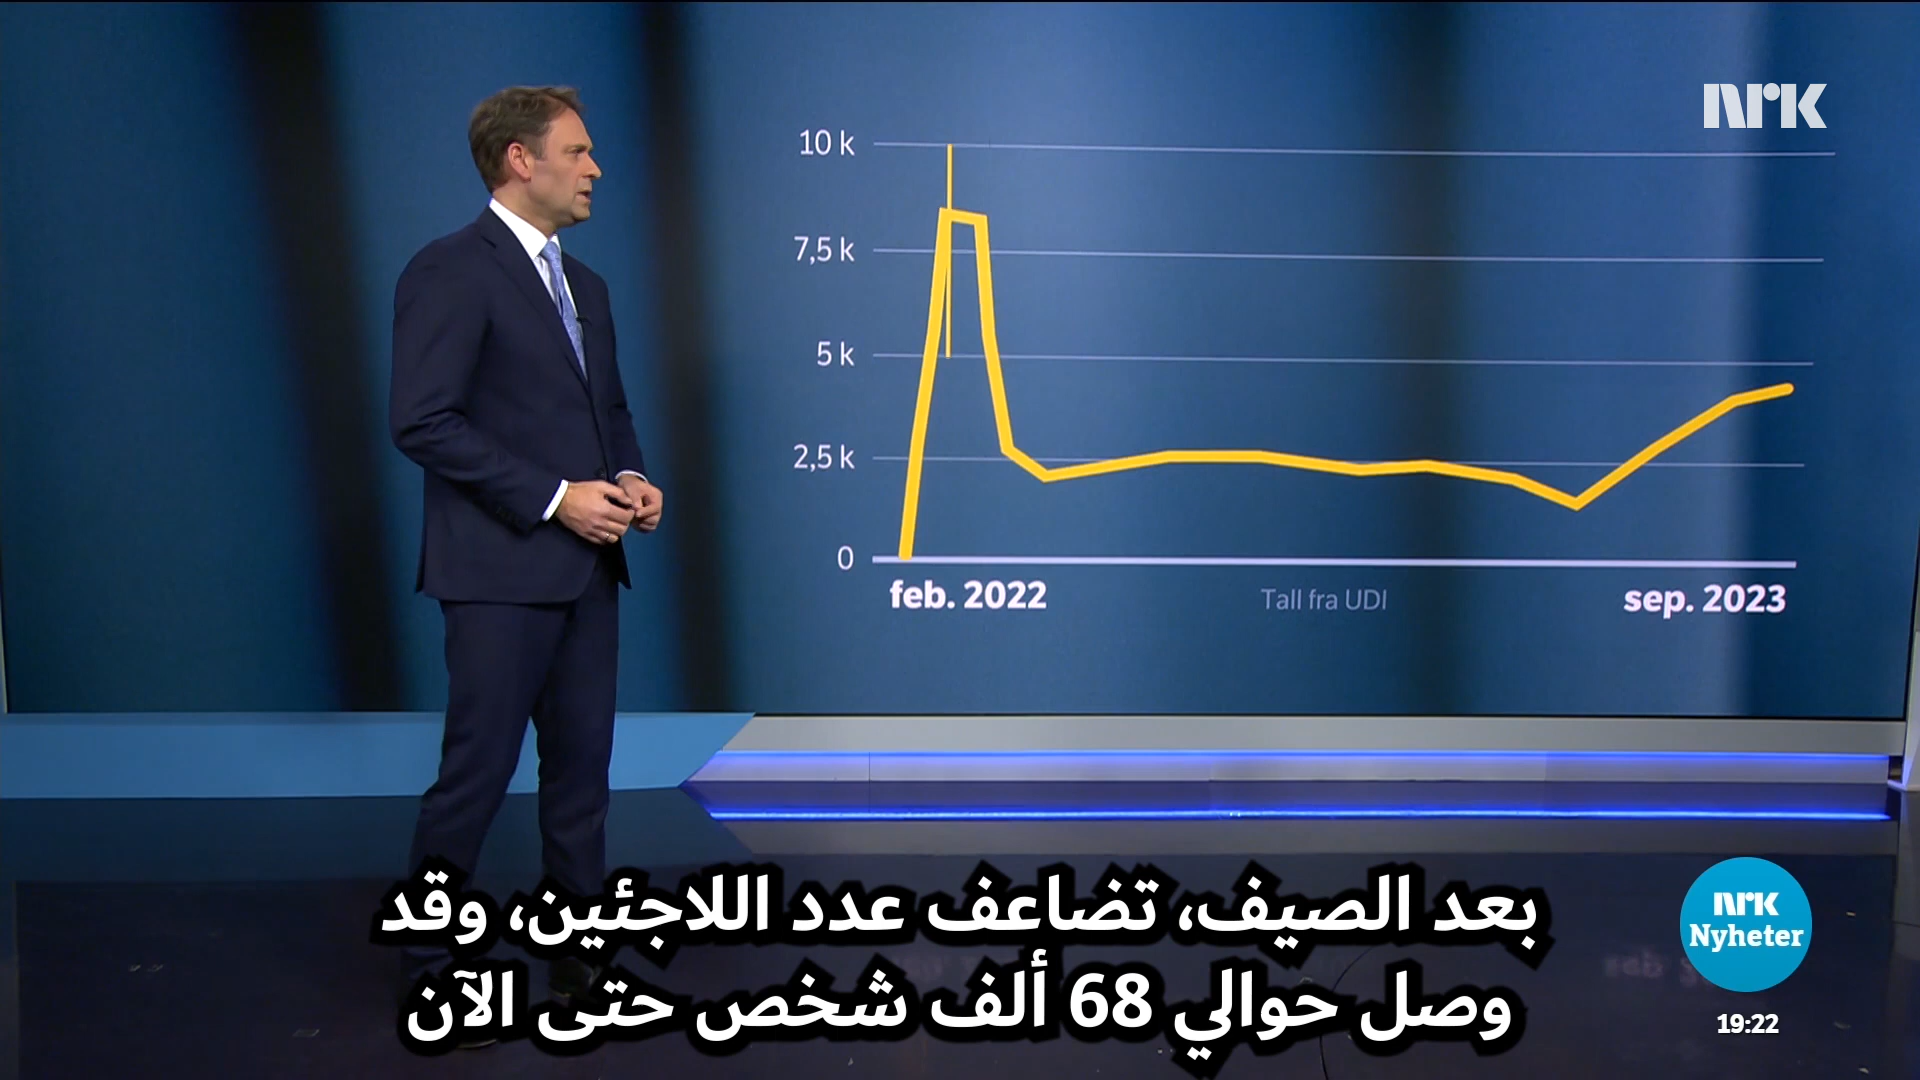 nrk
10 k
7,5 k
5 k
2,5 k
0
feb. 2022
Tall fra UDI
sep. 2023
بعد الصيف، تضاعف عدد اللاجئين، وقد
وصل حوالي 68 ألف شخص حتى الآن
nrk
Nyheter
19:22